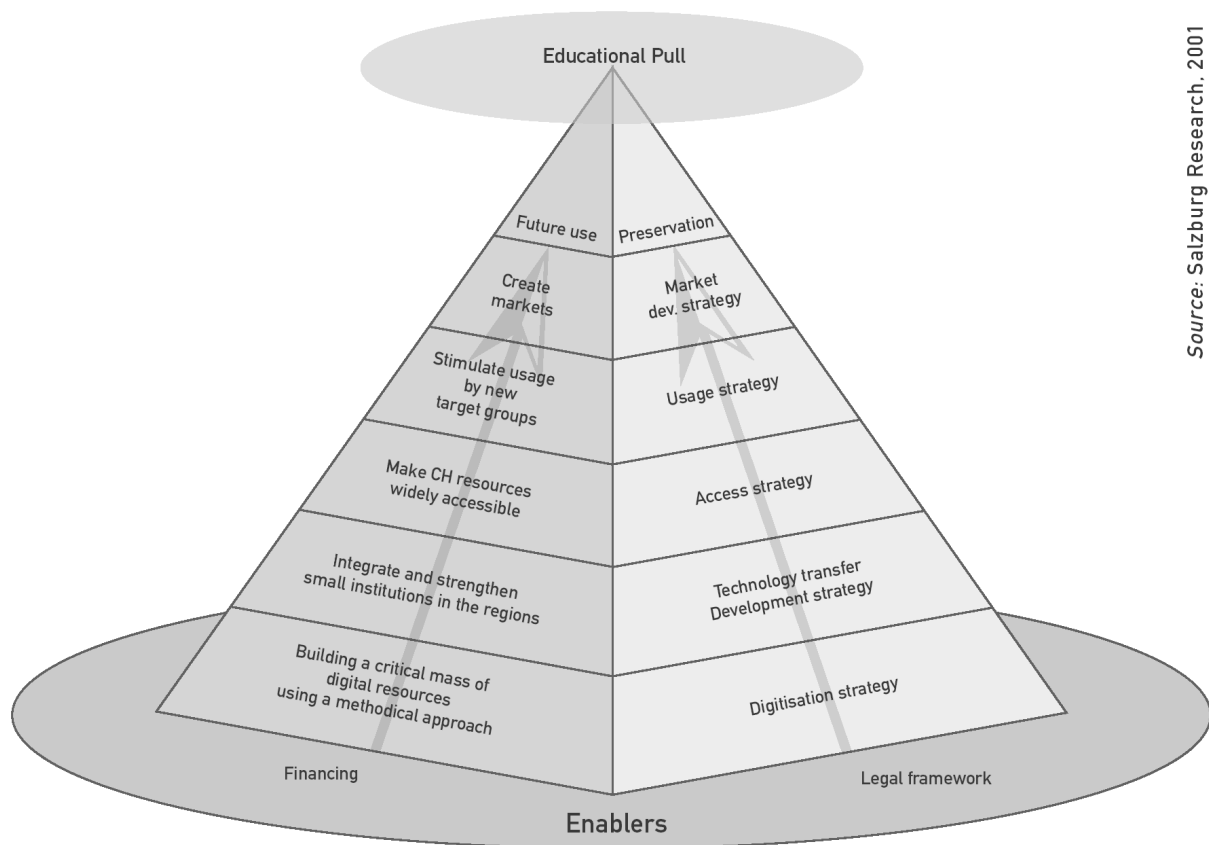 Educational Pull
Source: Salzburg Research, 2001
Future use
Preservation
Create
markets
Market
dev. strategy
Stimulate usage
by new
target groups
Usage strategy
Make CH resources
widely accessible
Access strategy
Integrate and strengthen
small institutions in the regions
Technology transfer
Development strategy
Building a critical mass of
digital resources
using a methodical approach
Digitisation strategy
Financing
Legal framework
Enablers